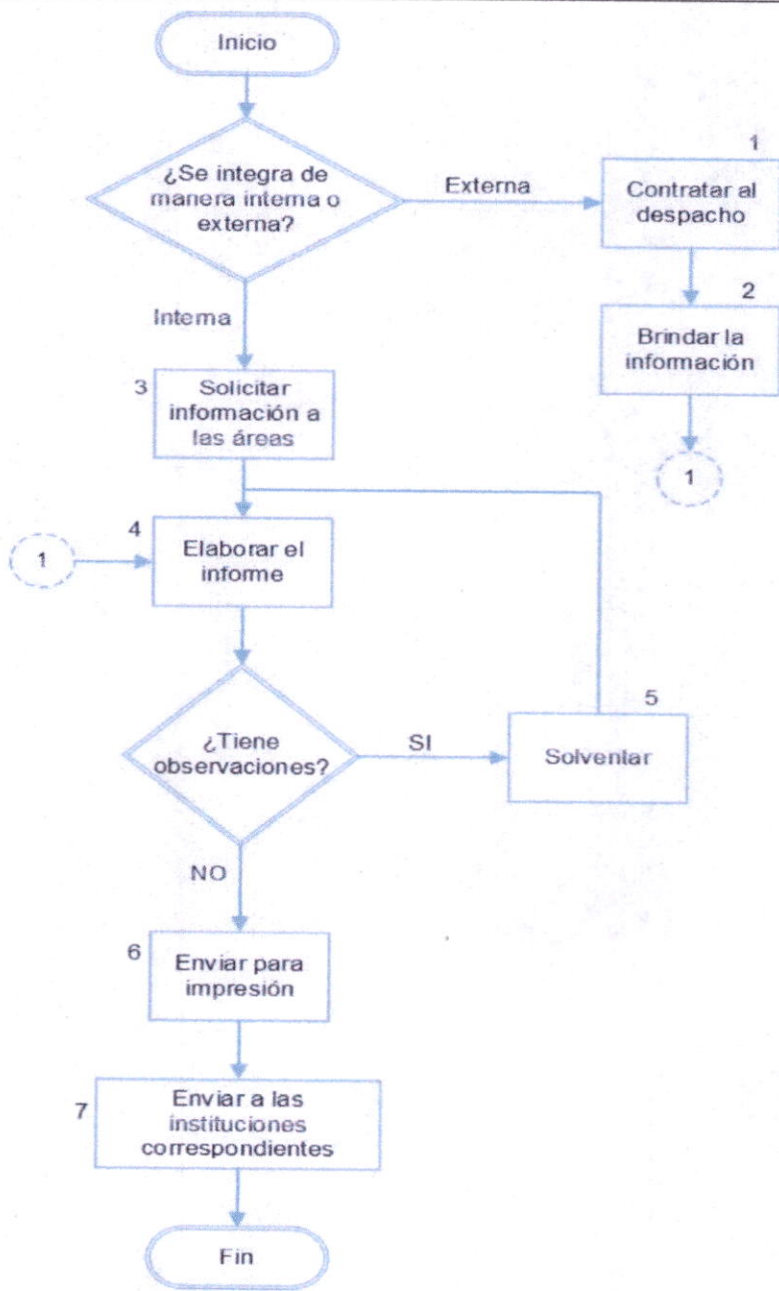 Inicio
¿Se integra de
manera interna o
externa?
Externa
1
Contratar al
despacho
2
Brindar la
información
1
Interna
3
Solicitar
información a
las áreas
4
1
Elaborar el
informe
¿Tiene
observaciones?
SI
5
Solventar
NO
6
Enviar para
impresión
7
Enviar a las
instituciones
correspondientes
Fin